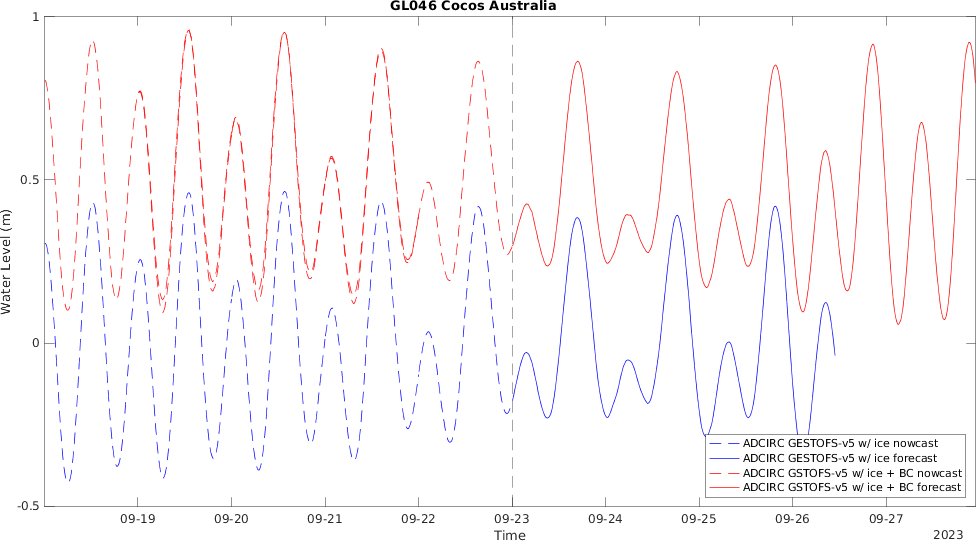 GL046 Cocos Australia
1
0.5
0
-0.5
Water Level (m)
ADCIRC GESTOFS-v5 w/ ice nowcast
ADCIRC GESTOFS-v5 w/ ice forecast
ADCIRC GSTOFS-v5 w/ ice + BC nowcast
ADCIRC GSTOFS-v5 w/ ice + BC forecast
09-19 09-20 09-21 09-22 09-23 09-24 09-25 09-26 09-27
Time
2023